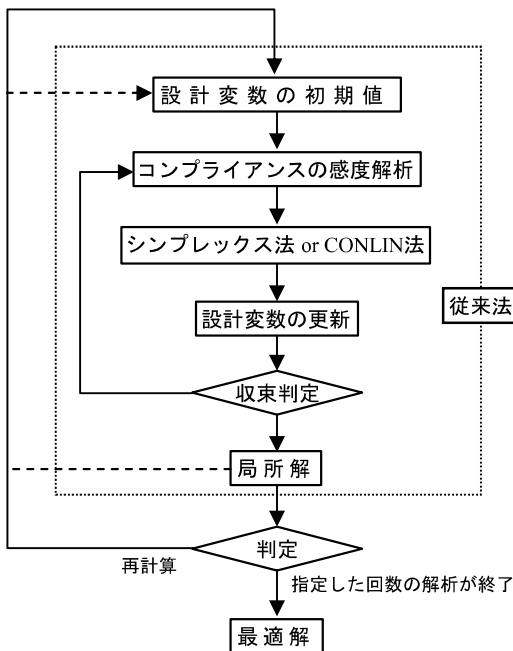 設計変数の初期値
コンプライアンスの感度解析
シンプレックス法 or CONLIN法
設計変数の更新
従来法
収束判定
局所解
判定
再計算
指定した回数の解析が終了
最適解